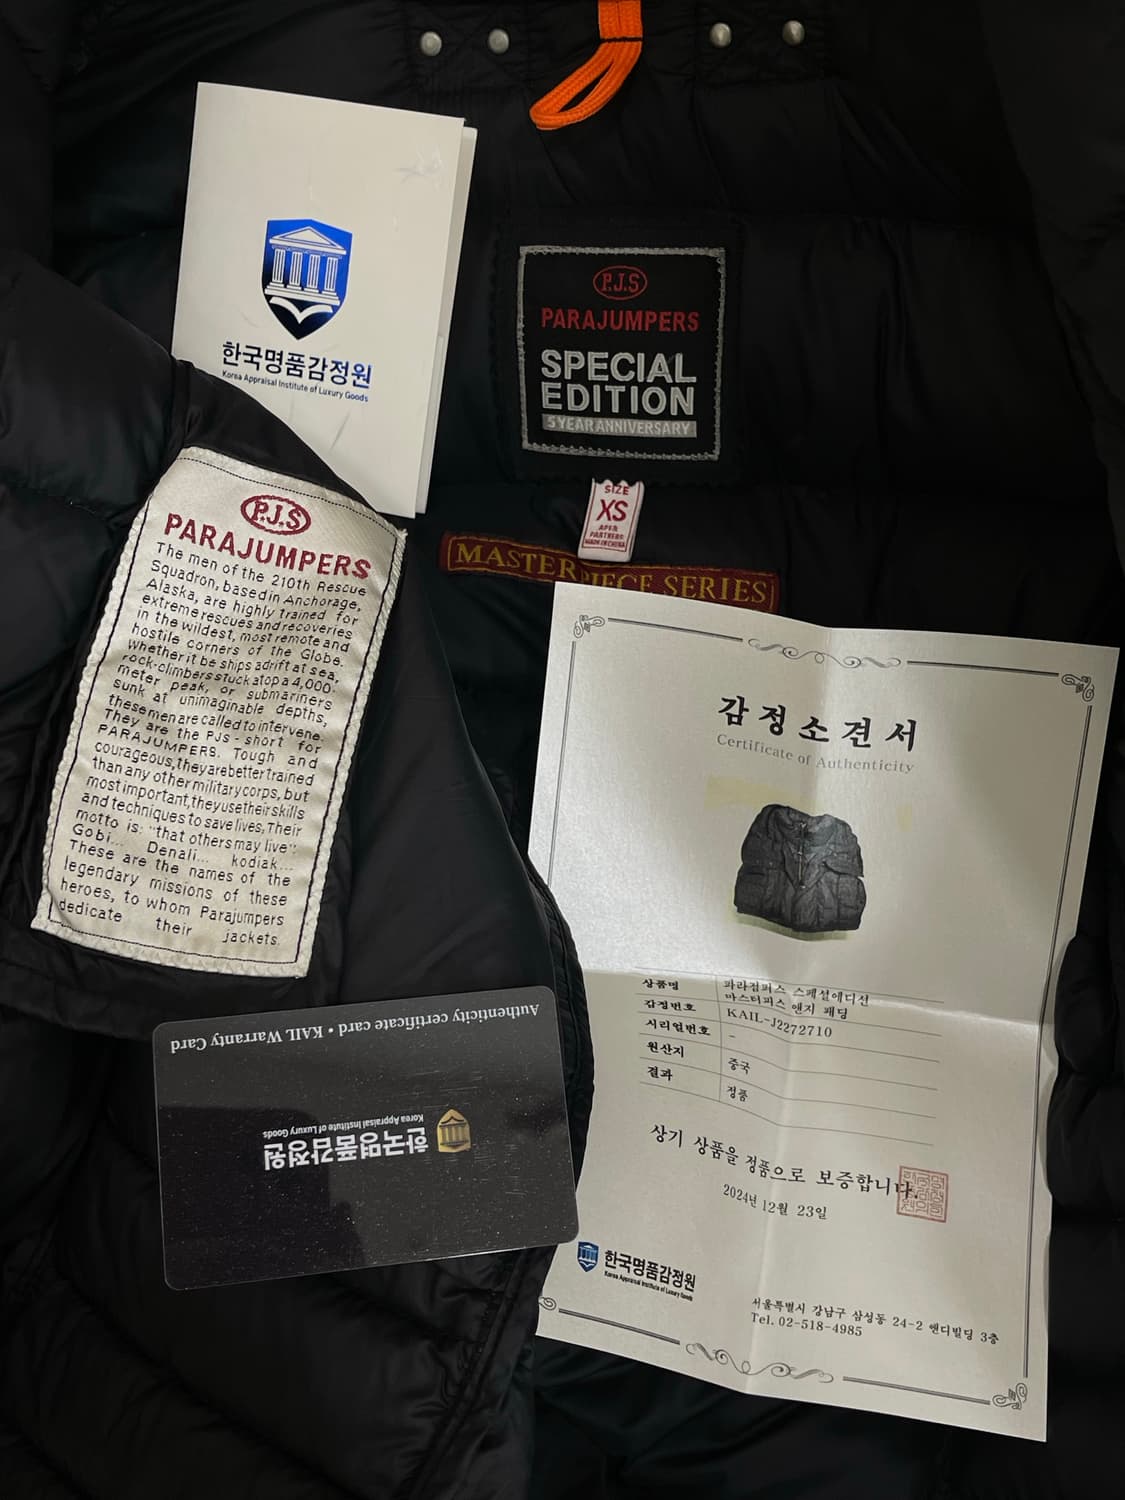 한국명품감정원
Korea Appraisal Institute of Luxury Goods
P.J.S
PARAJUMPERS
SPECIAL
EDITION
5 YEAR ANNIVERSARY
SIZE
XS
APER
PARTNERS
MADE IN CHINA
MASTERPIECE SERIES
P.J.S
PARAJUMPERS
The men of the 210th Rescue
Squadron, based in Anchorage,
Alaska, are highly trained for
extreme rescues and recoveries
in the wildest, most remote and
hostile corners of the Globe.
Whether it be ships adrift at sea,
rock-climbers stuck atop a 4,000-
meter peak, or submariners
sunk at unimaginable depths,
these men are called to intervene.
They are the PJs - short for
PARAJUMPERS. Tough and
courageous, they are better trained
than any other military corps, but
most important, they use their skills
and techniques to save lives, Their
motto is: "that others may live":
Gobi... Denali... kodiak...
These are the names of the
legendary missions of these
heroes, to whom Parajumpers
dedicate their jackets.
감정소견서
Certificate of Authenticity
상품명 파라점퍼스 스페셜에디션
마스터피스 앤지 패딩
감정번호 KAIL-J2272710
시리얼번호 -
원산지 중국
결과 정품
상기 상품을 정품으로 보증합니다.
2024년 12월 23일
한국명품감정원
Korea Appraisal Institute of Luxury Goods
서울특별시 강남구 삼성동 24-2 앤디빌딩 3층
Tel. 02-518-4985
Authenticity certificate card • KAIL Warranty Card
한국명품감정원
Korea Appraisal Institute of Luxury Goods